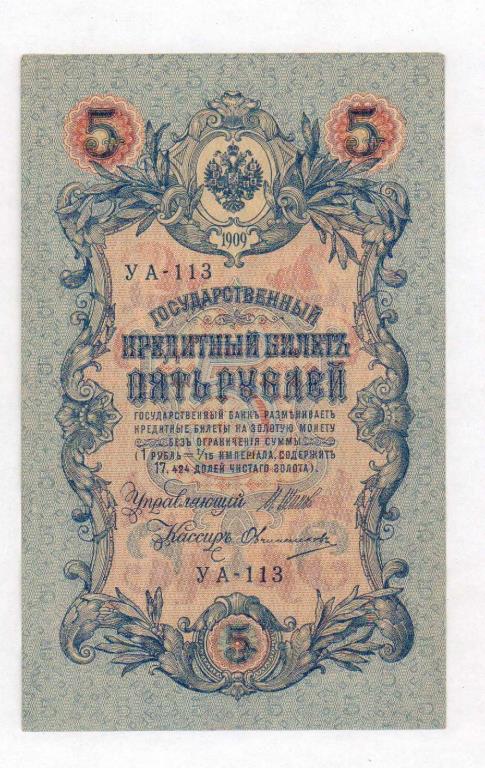 5 5
1909
УА-113
ГОСУДАРСТВЕННЫЙ
КРЕДИТНЫЙ БИЛЕТЪ
ПЯТЬ РУБЛЕЙ
ГОСУДАРСТВЕННЫЙ БАНКЪ РАЗМѢНИВАЕТЪ
КРЕДИТНЫЕ БИЛЕТЫ НА ЗОЛОТУЮ МОНЕТУ
БЕЗЪ ОГРАНИЧЕНІЯ СУММЫ
(1 РУБЛЬ = 1/15 ИМПЕРІАЛА, СОДЕРЖИТЪ
17,424 ДОЛЕЙ ЧИСТАГО ЗОЛОТА).
Управляющій
Кассиръ Овчинниковъ
УА-113
5